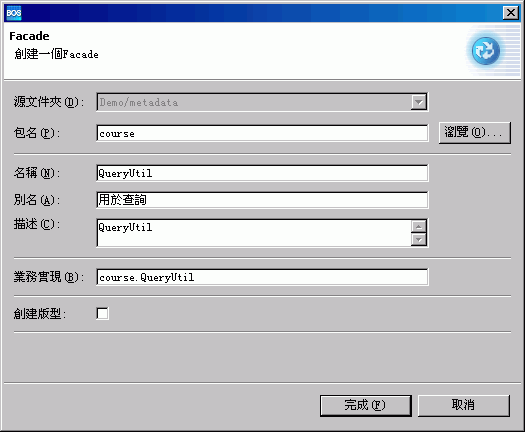 BOS
Facade
創建一個Facade
源文件夾(D): Demo/metadata
包名(P): course 瀏覽(O)...
名稱(N): QueryUtil
別名(A): 用於查詢
描述(C): QueryUtil
業務實現(B): course.QueryUtil
創建版型:
完成(F) 取消